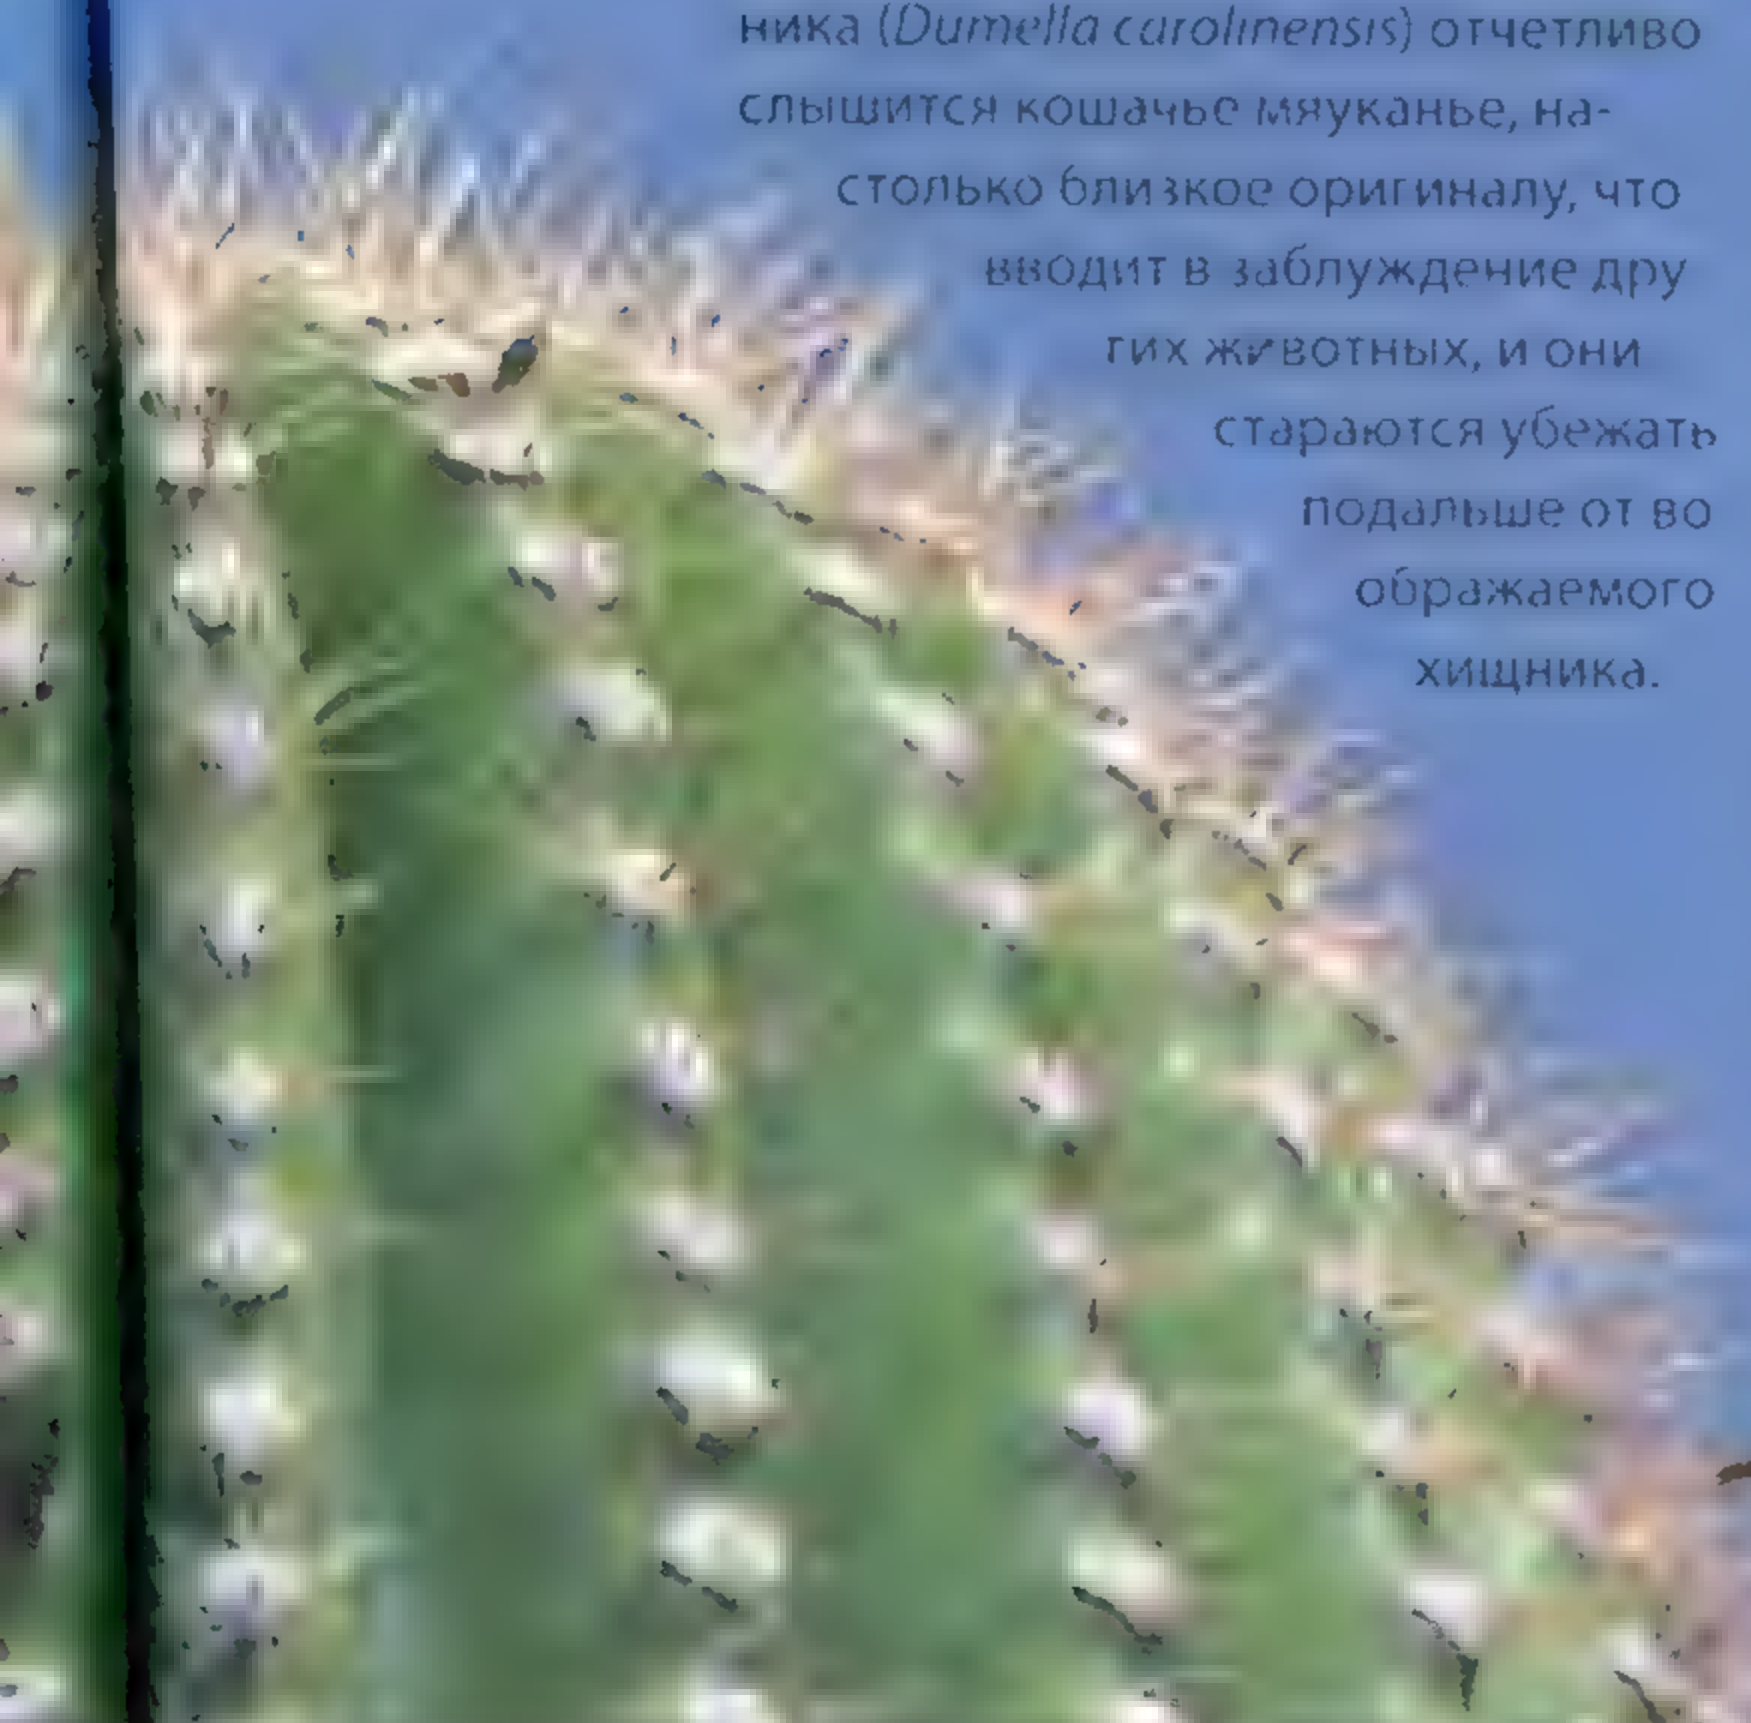 ника (Dumella carolinensis) отчетливо
слышится кошачье мяуканье, на-
столько близкое оригиналу, что
вводит в заблуждение дру
гих животных, и они
стараются убежать
подальше от во
ображаемого
хищника.